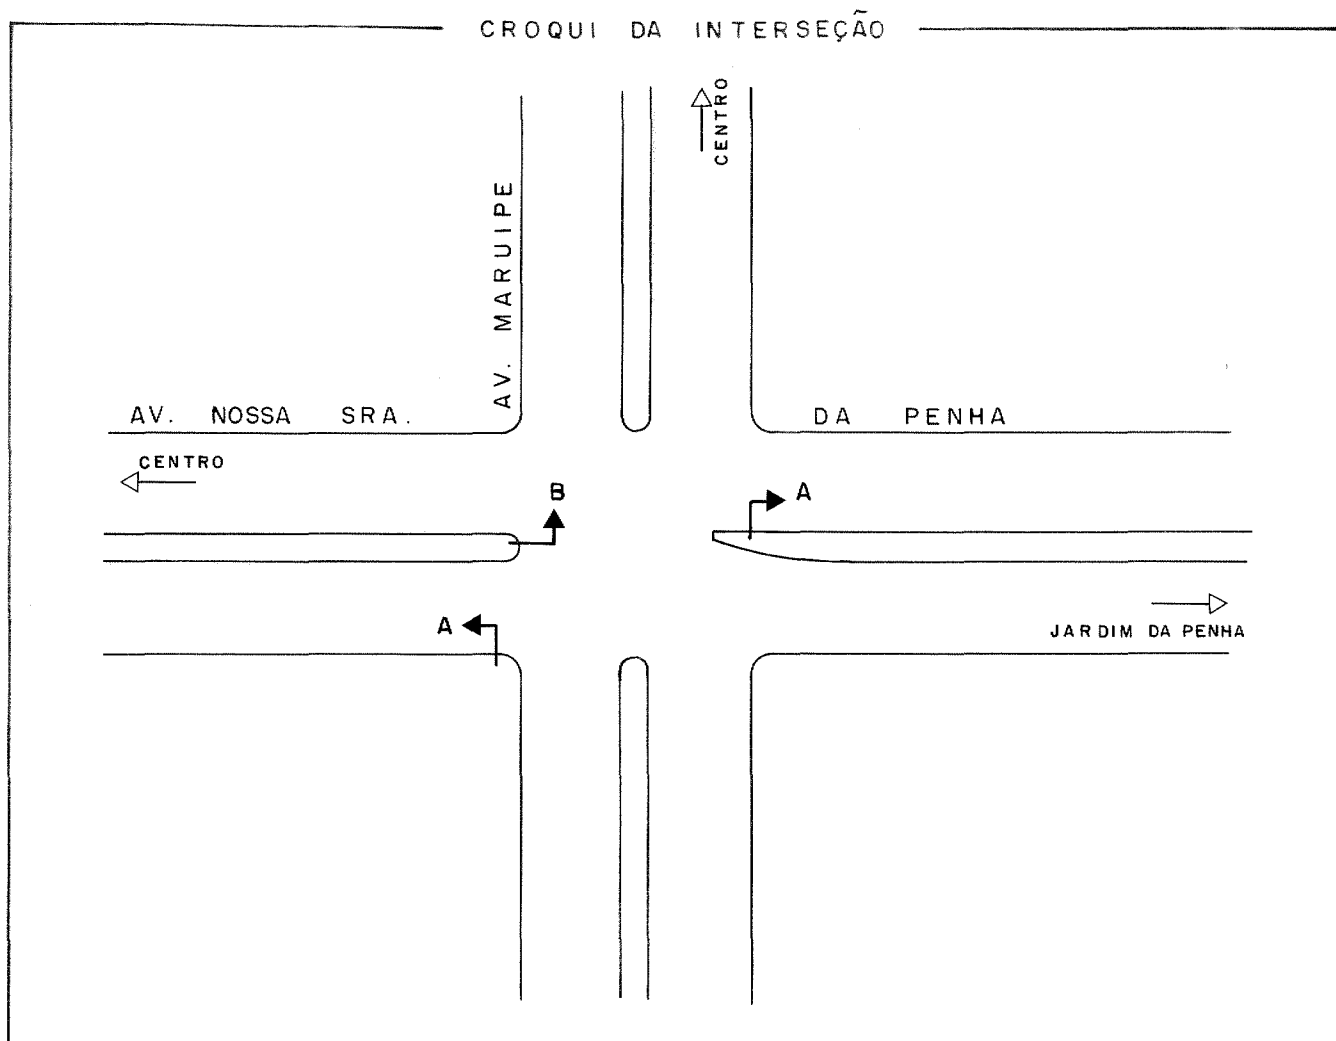 CROQUI DA INTERSEÇÃO
CENTRO
AV. MARUIPE
AV. NOSSA SRA. DA PENHA
CENTRO
B
A
A
JARDIM DA PENHA